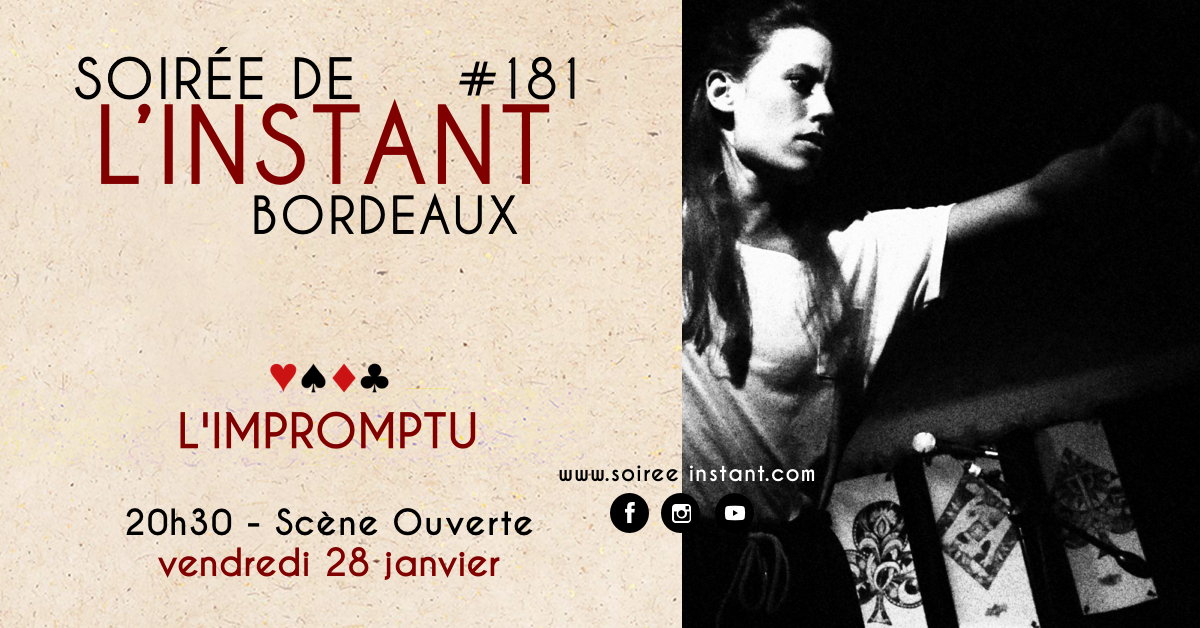 SOIRÉE DE #181
L'INSTANT
BORDEAUX
L'IMPROMPTU
www.soiree instant.com
20h30 - Scène Ouverte
vendredi 28 janvier